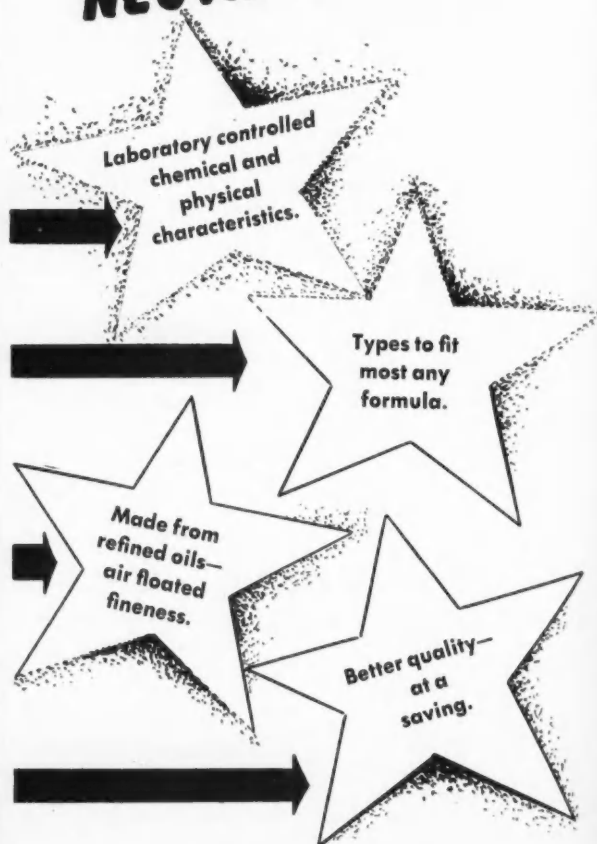 Laboratory controlled
chemical and
physical
characteristics.
Types to fit
most any
formula.
Made from
refined oils—
air floated
fineness.
Better quality—
at a
saving.